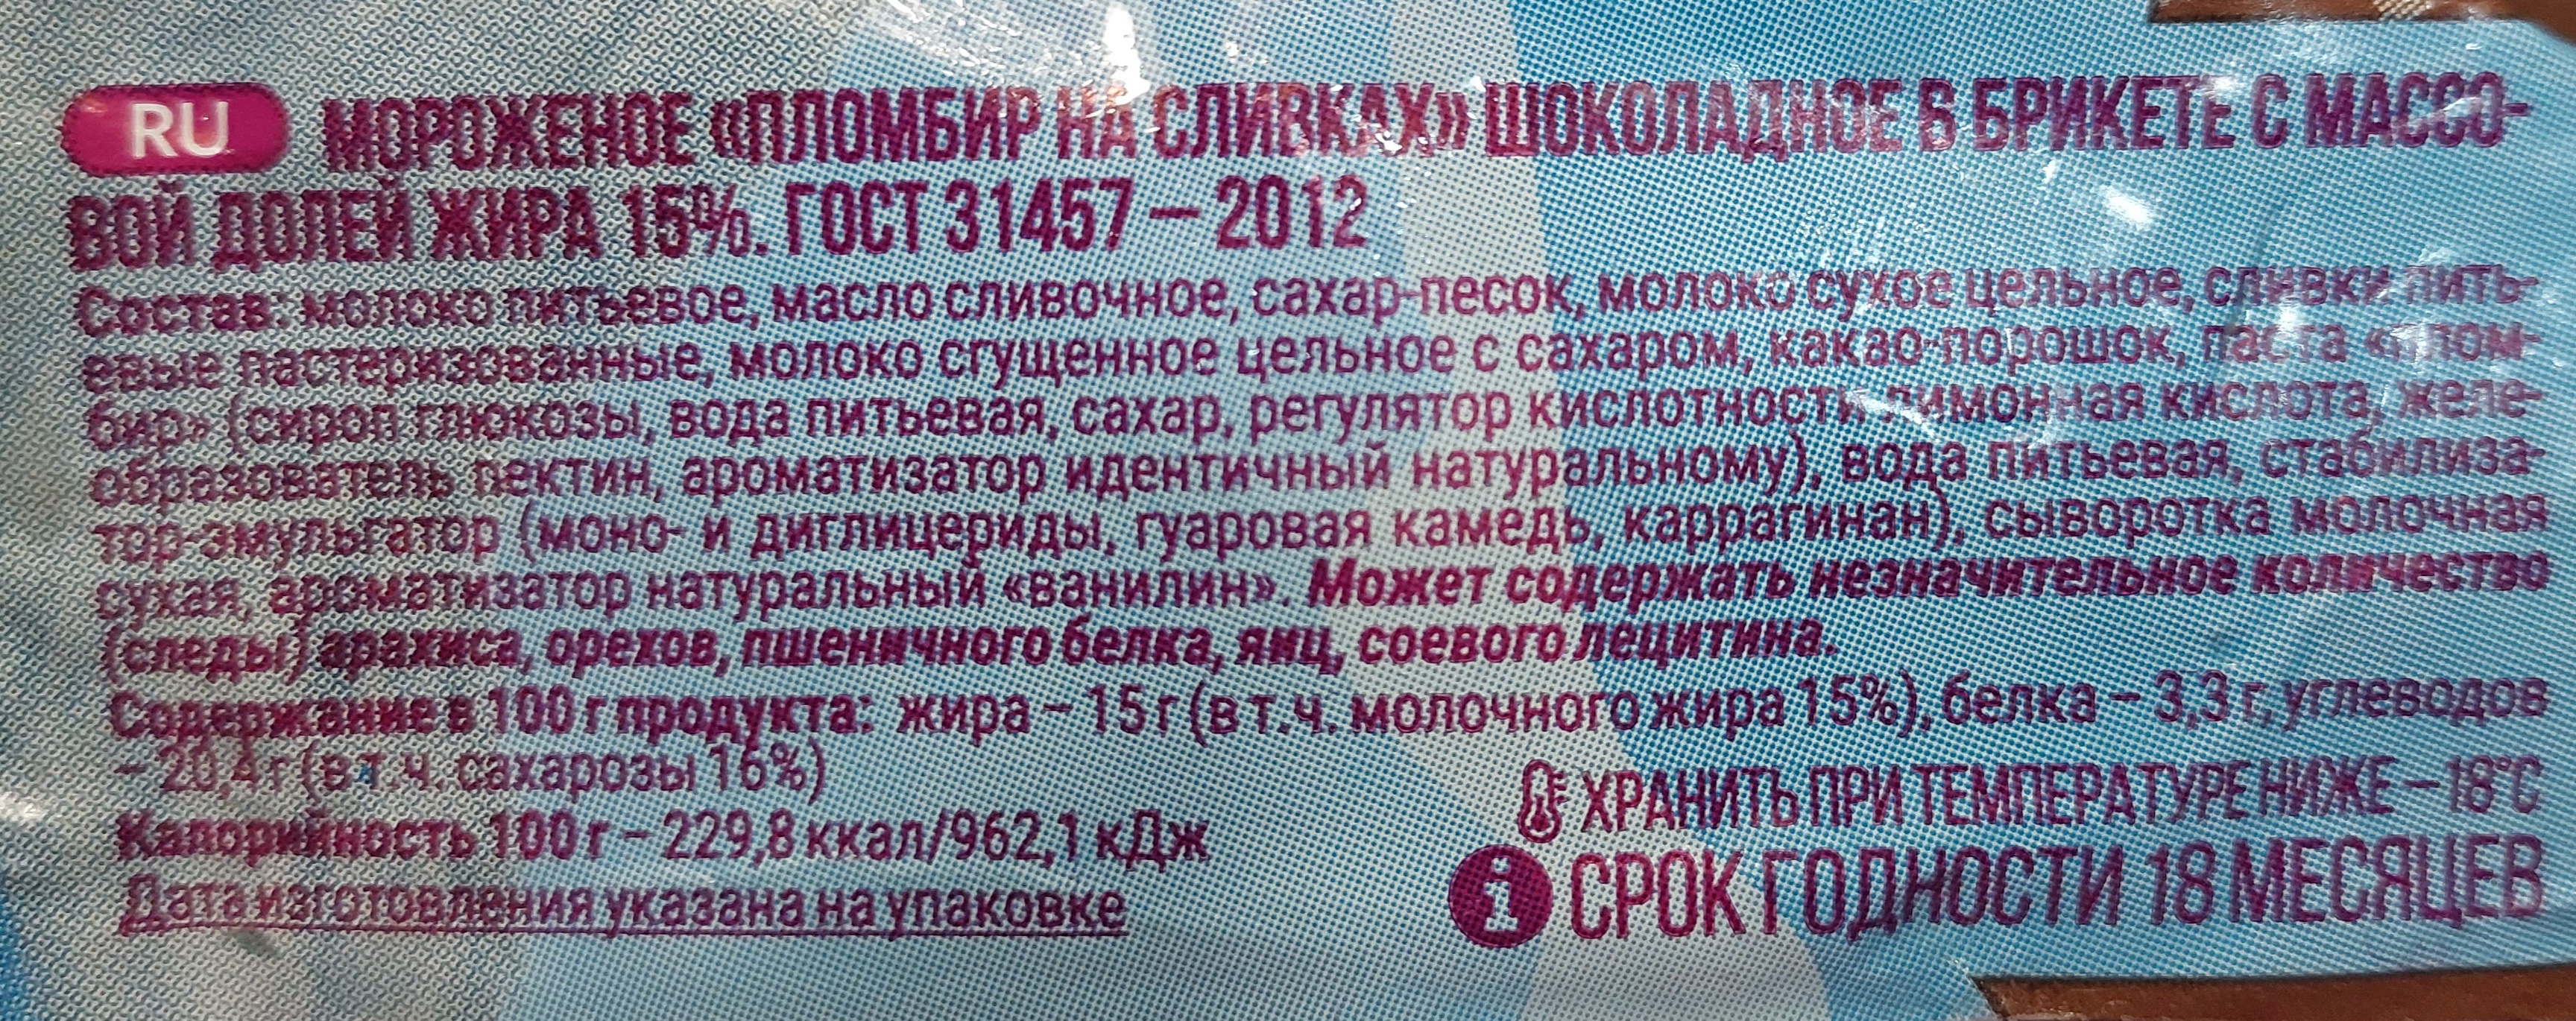 RU МОРОЖЕНОЕ «ПЛОМБИР НА СЛИВКАХ» ШОКОЛАДНОЕ В БРИКЕТЕ С МАССО-
ВОЙ ДОЛЕЙ ЖИРА 15%. ГОСТ 31457 – 2012
Состав: молоко питьевое, масло сливочное, сахар-песок, молоко сухое цельное, сливки пить-
евые пастеризованные, молоко сгущенное цельное с сахаром, какао-порошок, паста «плом-
бир» (сироп глюкозы, вода питьевая, сахар, регулятор кислотности лимонная кислота, желе-
образователь пектин, ароматизатор идентичный натуральному), вода питьевая, стабилиза-
тор-эмульгатор (моно- и диглицериды, гуаровая камедь, каррагинан), сыворотка молочная
сухая, ароматизатор натуральный «ванилин». Может содержать незначительное количество
(следы) арахиса, орехов, пшеничного белка, яиц, соевого лецитина.
Содержание в 100 г продукта: жира – 15 г (в т.ч. молочного жира 15%), белка – 3,3 г, углеводов
– 20,4 г (в т.ч. сахарозы 16%)
Калорийность 100 г – 229,8 ккал/962,1 кДж
Дата изготовления указана на упаковке
ХРАНИТЬ ПРИ ТЕМПЕРАТУРЕ НИЖЕ – 18°С
i СРОК ГОДНОСТИ 18 МЕСЯЦЕВ